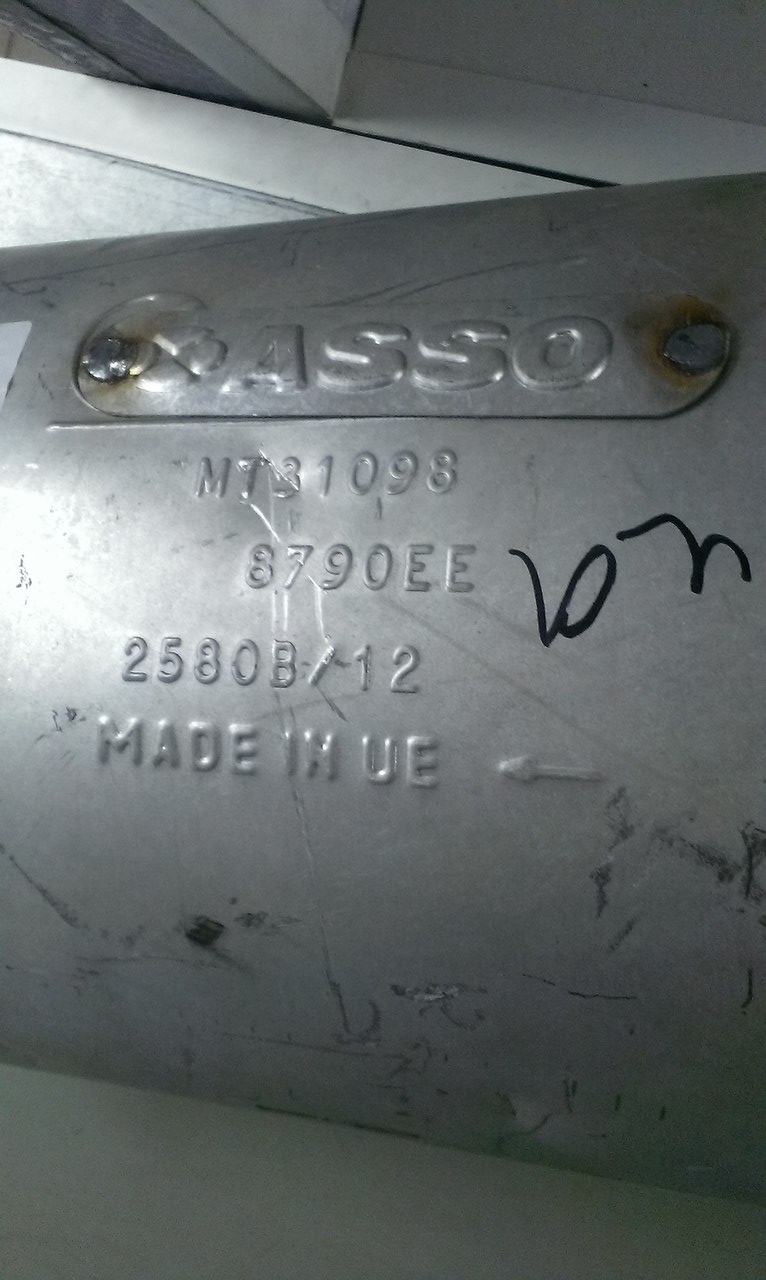 ASSO
MT31098
8790EE
2580B/12
MADE IN UE